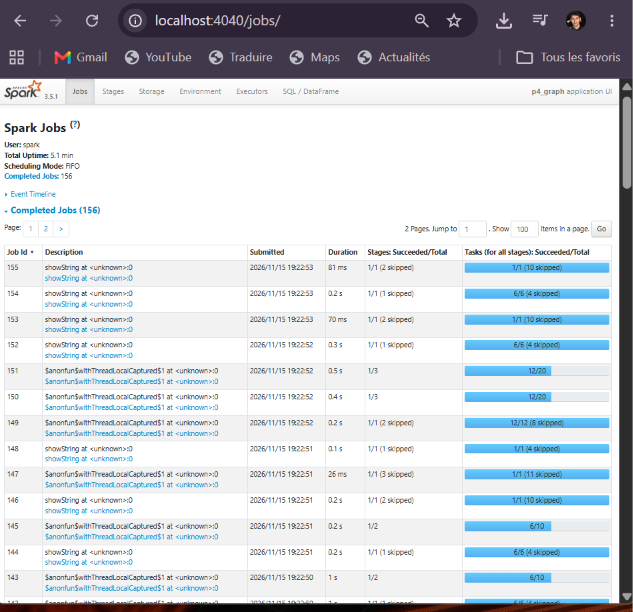 localhost:4040/jobs/
Gmail YouTube Traduire Maps Actualités Tous les favoris
APACHE Spark 3.5.1 Jobs Stages Storage Environment Executors SQL / DataFrame p4_graph application UI
Spark Jobs (?)
User: spark
Total Uptime: 5.1 min
Scheduling Mode: FIFO
Completed Jobs: 156
Event Timeline
Completed Jobs (156)
Page: 1 2 > 2 Pages. Jump to 1 . Show 100 items in a page. Go
Job Id Description Submitted Duration Stages: Succeeded/Total Tasks (for all stages): Succeeded/Total
155 showString at <unknown>:0 2026/11/15 19:22:53 81 ms 1/1 (2 skipped) 1/1 (10 skipped)
showString at <unknown>:0
154 showString at <unknown>:0 2026/11/15 19:22:53 0.2 s 1/1 (1 skipped) 6/6 (4 skipped)
showString at <unknown>:0
153 showString at <unknown>:0 2026/11/15 19:22:53 70 ms 1/1 (2 skipped) 1/1 (10 skipped)
showString at <unknown>:0
152 showString at <unknown>:0 2026/11/15 19:22:52 0.3 s 1/1 (1 skipped) 6/6 (4 skipped)
showString at <unknown>:0
151 $anonfun$withThreadLocalCaptured$1 at <unknown>:0 2026/11/15 19:22:52 0.5 s 1/3 12/20
$anonfun$withThreadLocalCaptured$1 at <unknown>:0
150 $anonfun$withThreadLocalCaptured$1 at <unknown>:0 2026/11/15 19:22:52 0.4 s 1/3 12/20
$anonfun$withThreadLocalCaptured$1 at <unknown>:0
149 $anonfun$withThreadLocalCaptured$1 at <unknown>:0 2026/11/15 19:22:52 0.2 s 1/1 (2 skipped) 12/12 (8 skipped)
$anonfun$withThreadLocalCaptured$1 at <unknown>:0
148 showString at <unknown>:0 2026/11/15 19:22:51 0.1 s 1/1 (1 skipped) 1/1 (4 skipped)
showString at <unknown>:0
147 $anonfun$withThreadLocalCaptured$1 at <unknown>:0 2026/11/15 19:22:51 26 ms 1/1 (3 skipped) 1/1 (11 skipped)
$anonfun$withThreadLocalCaptured$1 at <unknown>:0
146 showString at <unknown>:0 2026/11/15 19:22:51 0.2 s 1/1 (2 skipped) 1/1 (10 skipped)
showString at <unknown>:0
145 $anonfun$withThreadLocalCaptured$1 at <unknown>:0 2026/11/15 19:22:51 0.2 s 1/2 6/10
$anonfun$withThreadLocalCaptured$1 at <unknown>:0
144 showString at <unknown>:0 2026/11/15 19:22:51 0.2 s 1/1 (1 skipped) 6/6 (4 skipped)
showString at <unknown>:0
143 $anonfun$withThreadLocalCaptured$1 at <unknown>:0 2026/11/15 19:22:50 1 s 1/2 6/10
$anonfun$withThreadLocalCaptured$1 at <unknown>:0